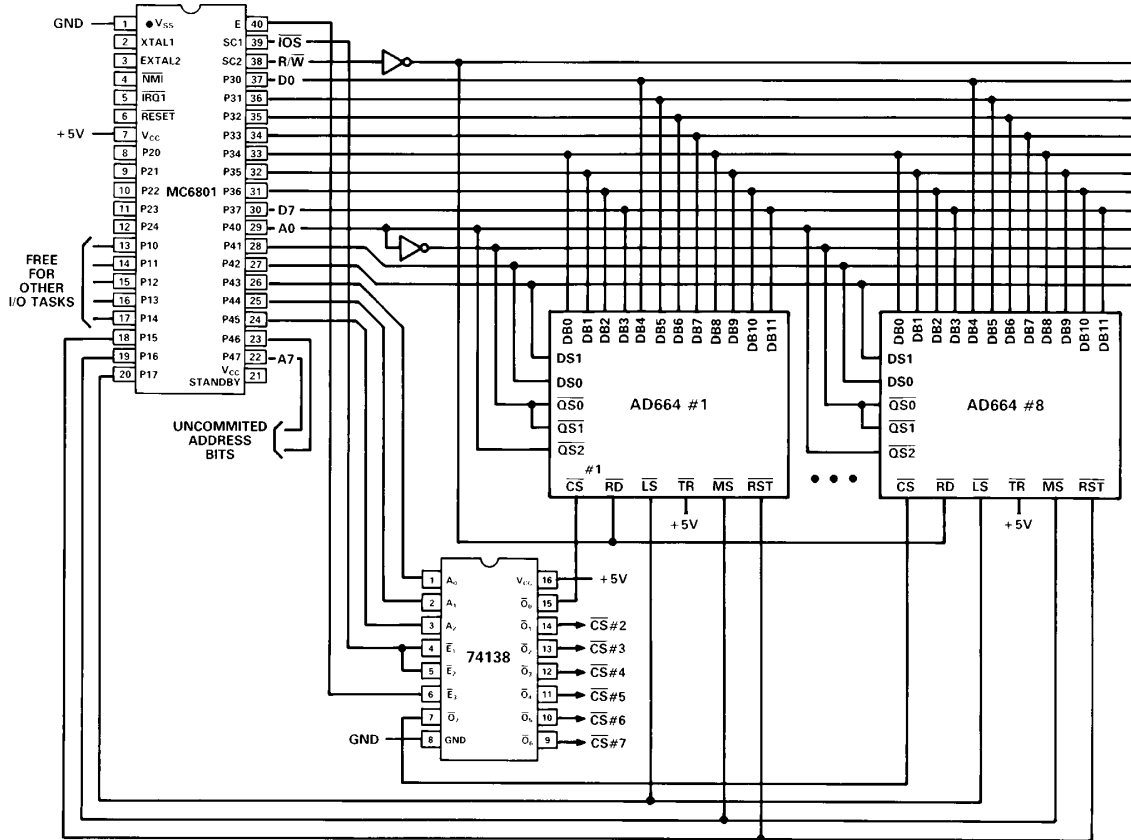 GND
1 VSS E 40
2 XTAL1 SC1 39 IOS
3 EXTAL2 SC2 38 R/W
4 NMI P30 37 D0
5 IRQ1 P31 36
6 RESET P32 35
+5V 7 VCC P33 34
8 P20 P34 33
9 P21 P35 32
10 P22 MC6801 P36 31
11 P23 P37 30 D7
12 P24 P40 29 A0
13 P10 P41 28
14 P11 P42 27
15 P12 P43 26
16 P13 P44 25
17 P14 P45 24
18 P15 P46 23
19 P16 P47 22 A7
20 P17 VCC STANDBY 21
FREE
FOR
OTHER
I/O TASKS
UNCOMMITED
ADDRESS
BITS
DB0 DB1 DB2 DB3 DB4 DB5 DB6 DB7 DB8 DB9 DB10 DB11
DS1
DS0
QS0
QS1
QS2
AD664 #1
#1
CS RD LS TR MS RST
+5V
DB0 DB1 DB2 DB3 DB4 DB5 DB6 DB7 DB8 DB9 DB10 DB11
DS1
DS0
QS0
QS1
QS2
AD664 #8
CS RD LS TR MS RST
+5V
1 A0 VCC 16 +5V
2 A1 O0 15
3 A2 O1 14 CS#2
4 E1 O2 13 CS#3
74138
5 E2 O3 12 CS#4
6 E3 O4 11 CS#5
7 O7 O5 10 CS#6
GND 8 GND O6 9 CS#7